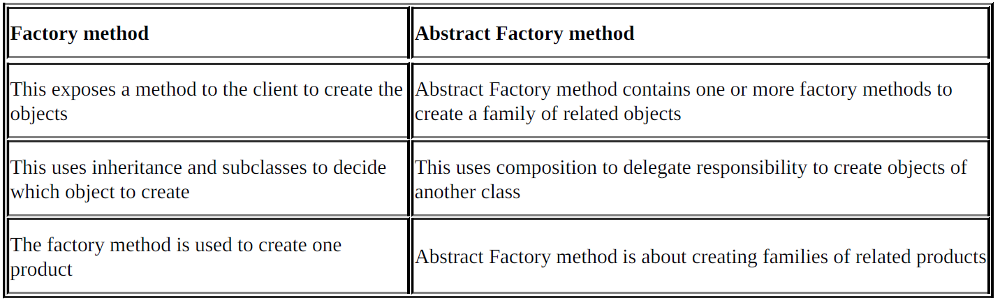 Factory method
Abstract Factory method
This exposes a method to the client to create the
objects
Abstract Factory method contains one or more factory methods to
create a family of related objects
This uses inheritance and subclasses to decide
which object to create
This uses composition to delegate responsibility to create objects of
another class
The factory method is used to create one
product
Abstract Factory method is about creating families of related products